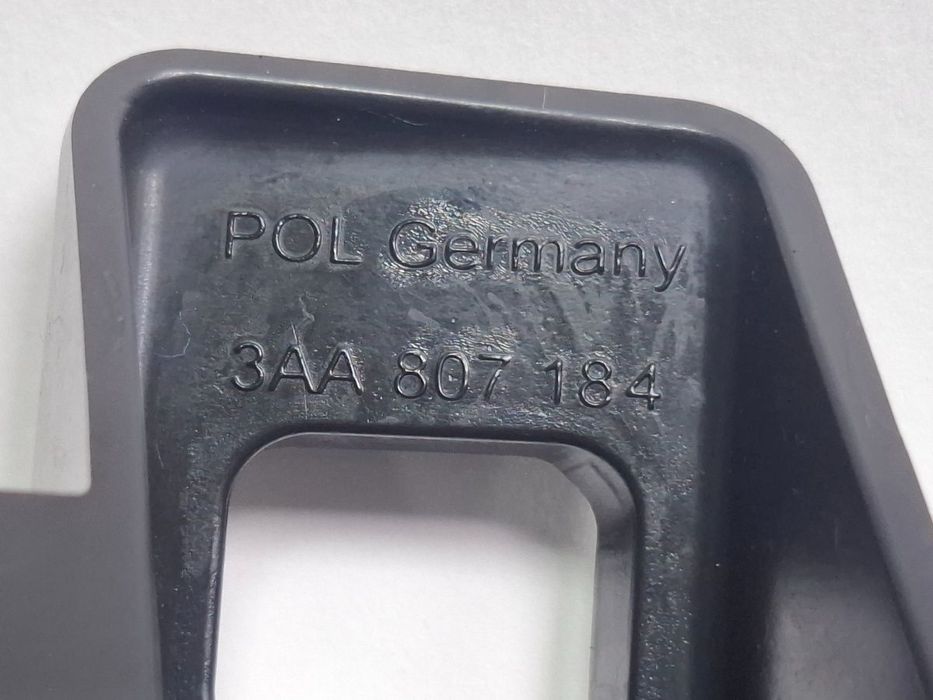 POL Germany
3AA 807 184